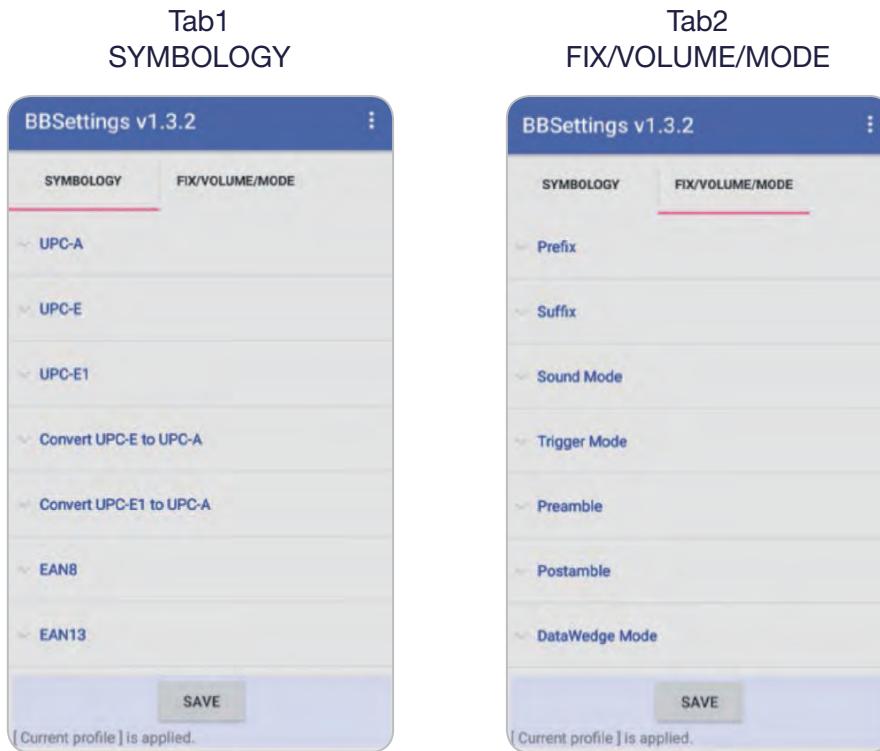 Tab1
SYMBOLOGY
BBSettings v1.3.2
SYMBOLOGY
FIX/VOLUME/MODE
UPC-A
UPC-E
UPC-E1
Convert UPC-E to UPC-A
Convert UPC-E1 to UPC-A
EAN8
EAN13
SAVE
[ Current profile ] is applied.
Tab2
FIX/VOLUME/MODE
BBSettings v1.3.2
SYMBOLOGY
FIX/VOLUME/MODE
Prefix
Suffix
Sound Mode
Trigger Mode
Preamble
Postamble
DataWedge Mode
SAVE
[ Current profile ] is applied.